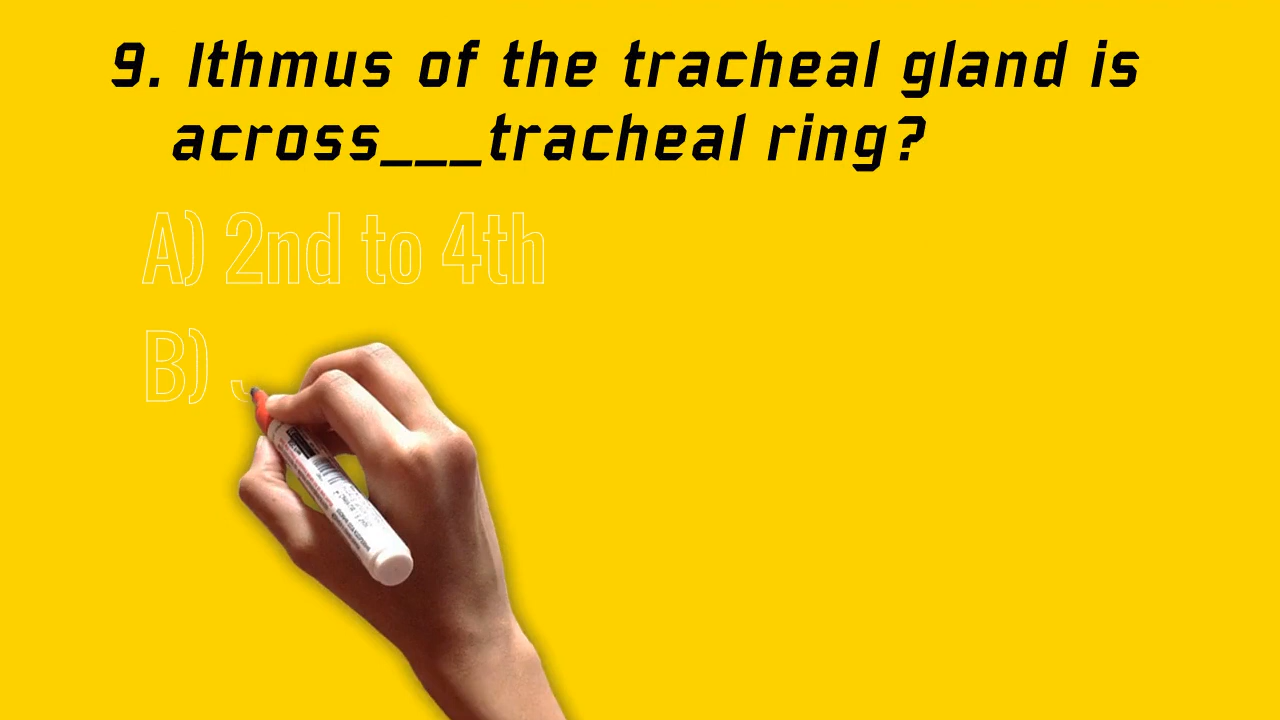 9. Ithmus of the tracheal gland is
across___tracheal ring?
A) 2nd to 4th
B)